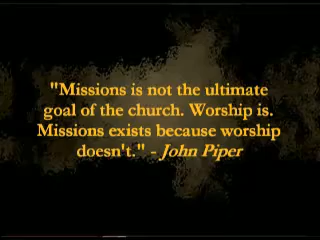 "Missions is not the ultimate
goal of the church. Worship is.
Missions exists because worship
doesn't." - John Piper